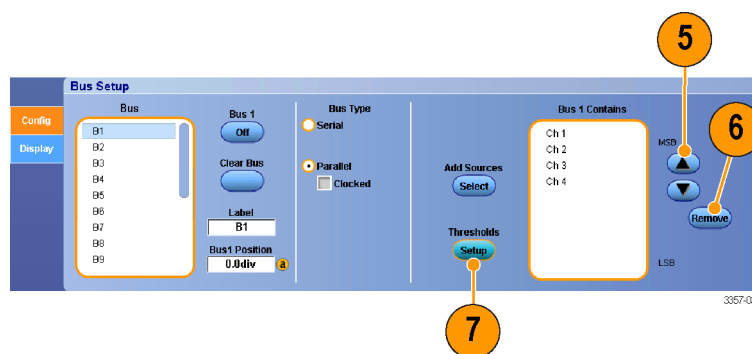 5
Bus Setup
Config
Display
Bus
B1
B2
B3
B4
B5
B6
B7
B8
B9
Bus 1
Off
Clear Bus
Label
B1
Bus1 Position
0.0div
a
Bus Type
Serial
Parallel
Clocked
Add Sources
Select
Thresholds
Setup
Bus 1 Contains
Ch 1
Ch 2
Ch 3
Ch 4
MSB
6
Remove
LSB
7